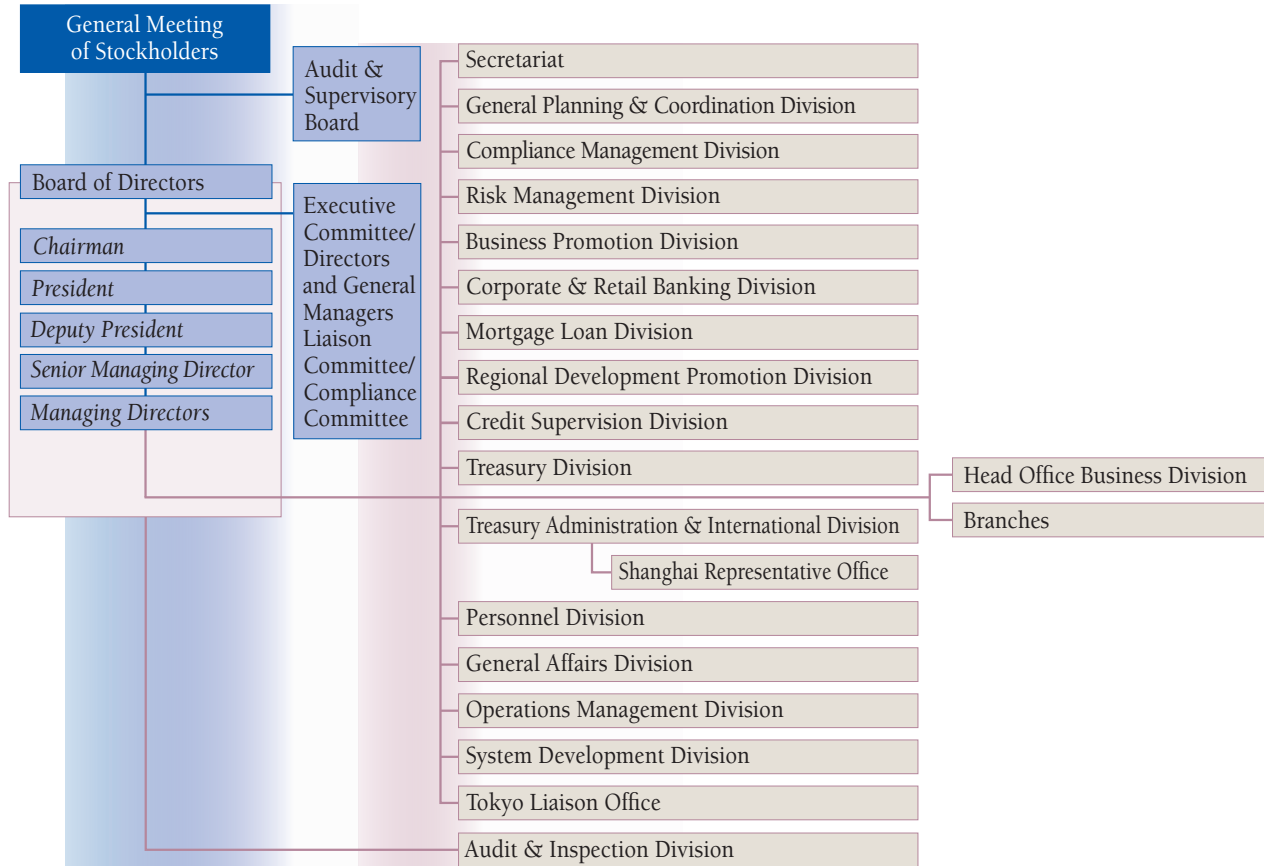 General Meeting
of Stockholders
Audit &
Supervisory
Board
Board of Directors
Executive
Committee/
Directors
and General
Managers
Liaison
Committee/
Compliance
Committee
Chairman
President
Deputy President
Senior Managing Director
Managing Directors
Secretariat
General Planning & Coordination Division
Compliance Management Division
Risk Management Division
Business Promotion Division
Corporate & Retail Banking Division
Mortgage Loan Division
Regional Development Promotion Division
Credit Supervision Division
Treasury Division
Head Office Business Division
Branches
Treasury Administration & International Division
Shanghai Representative Office
Personnel Division
General Affairs Division
Operations Management Division
System Development Division
Tokyo Liaison Office
Audit & Inspection Division